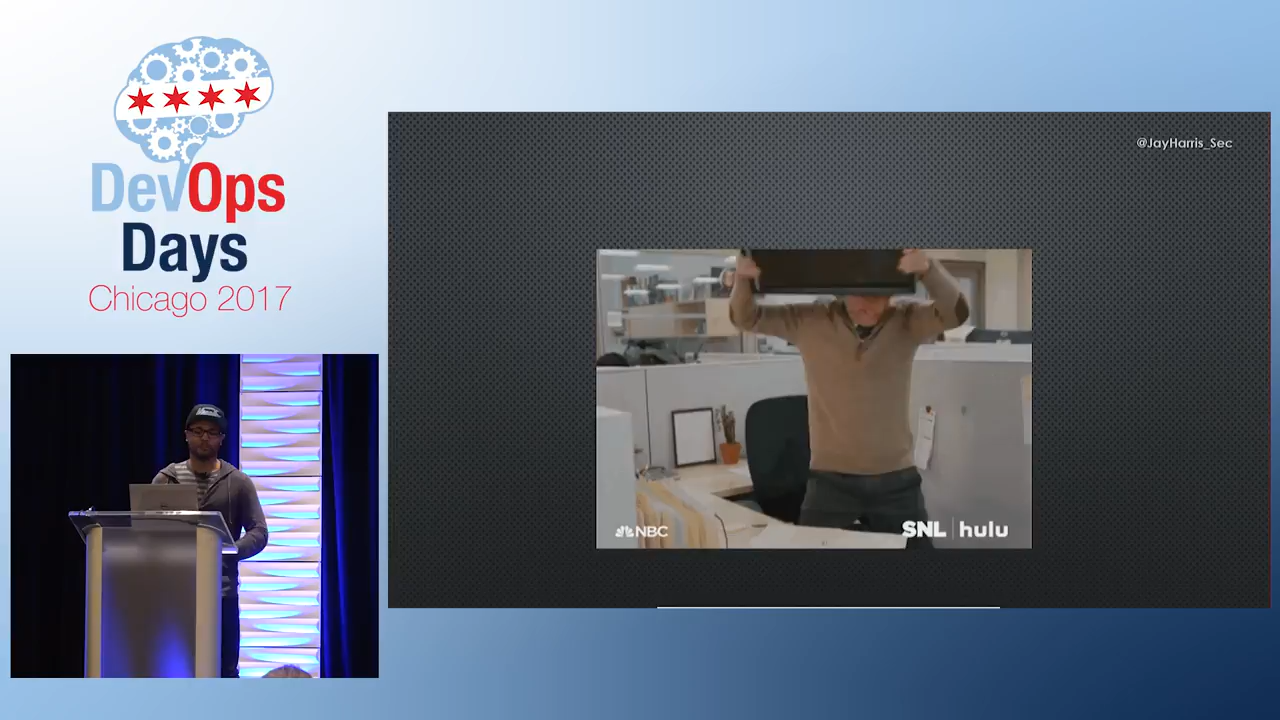 DevOps
Days
Chicago 2017
@JayHarris_Sec
NBC
SNL | hulu